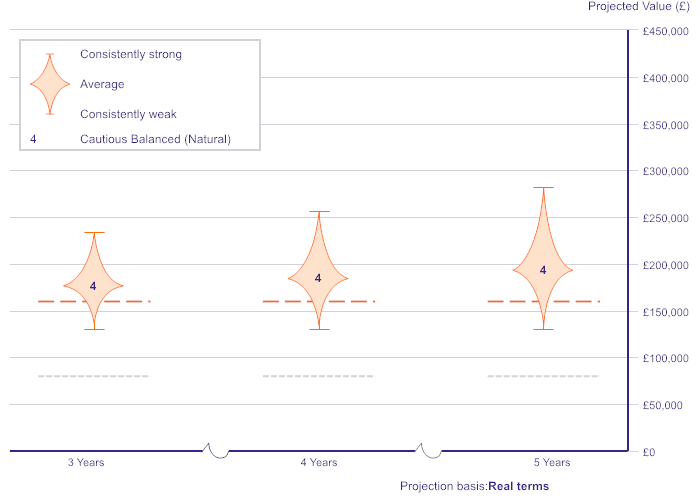 Projected Value (£)
£450,000
Consistently strong
Average
Consistently weak
4 Cautious Balanced (Natural)
£400,000
£350,000
£300,000
£250,000
£200,000
£150,000
£100,000
£50,000
£0
4
4
4
3 Years
4 Years
5 Years
Projection basis:Real terms